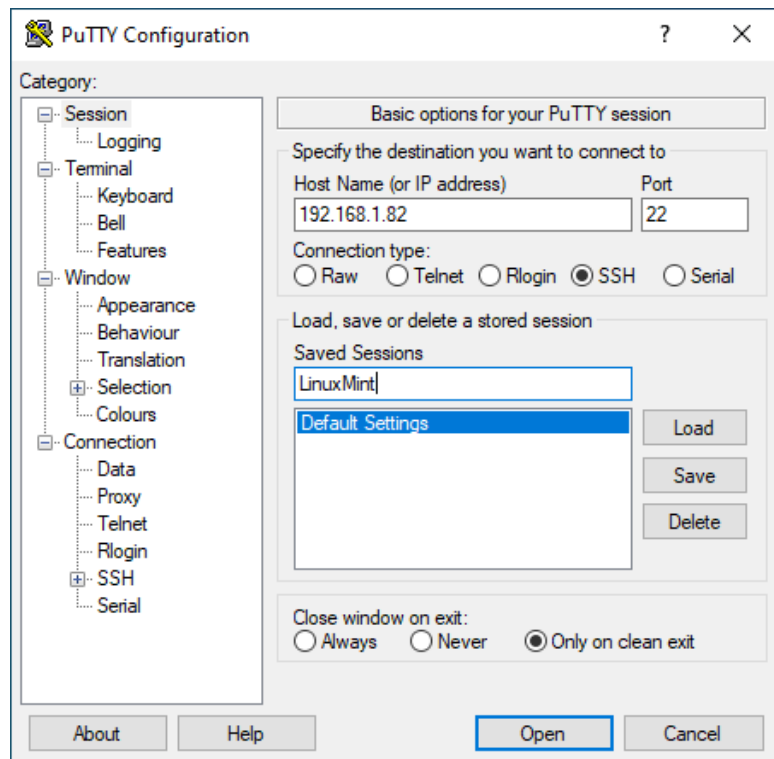 PuTTY Configuration
?
Category:
Session
Logging
Terminal
Keyboard
Bell
Features
Window
Appearance
Behaviour
Translation
Selection
Colours
Connection
Data
Proxy
Telnet
Rlogin
SSH
Serial
Basic options for your PuTTY session
Specify the destination you want to connect to
Host Name (or IP address) Port
192.168.1.82 22
Connection type:
Raw Telnet Rlogin SSH Serial
Load, save or delete a stored session
Saved Sessions
LinuxMint
Default Settings
Load
Save
Delete
Close window on exit:
Always Never Only on clean exit
About Help Open Cancel